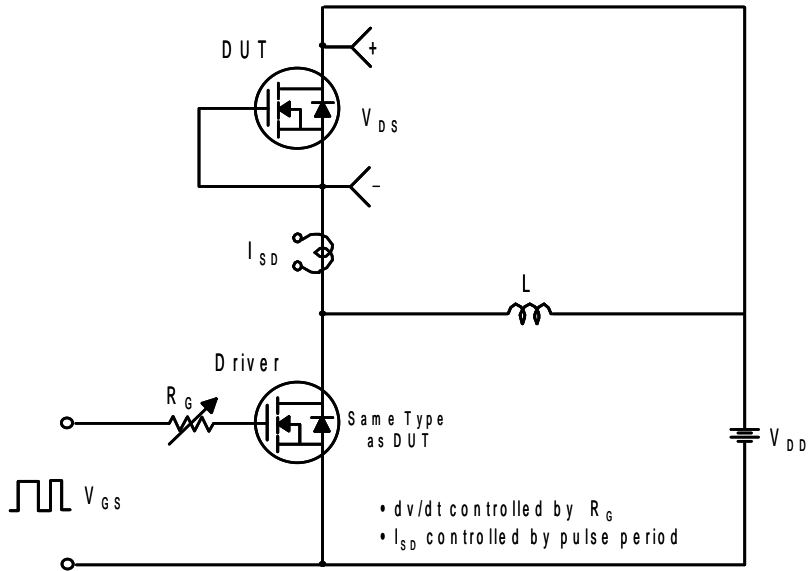 DUT
+
V DS
−
I SD
L
Driver
R G
Same Type
as DUT
V DD
V GS
• dv/dt controlled by R G
• I SD controlled by pulse period